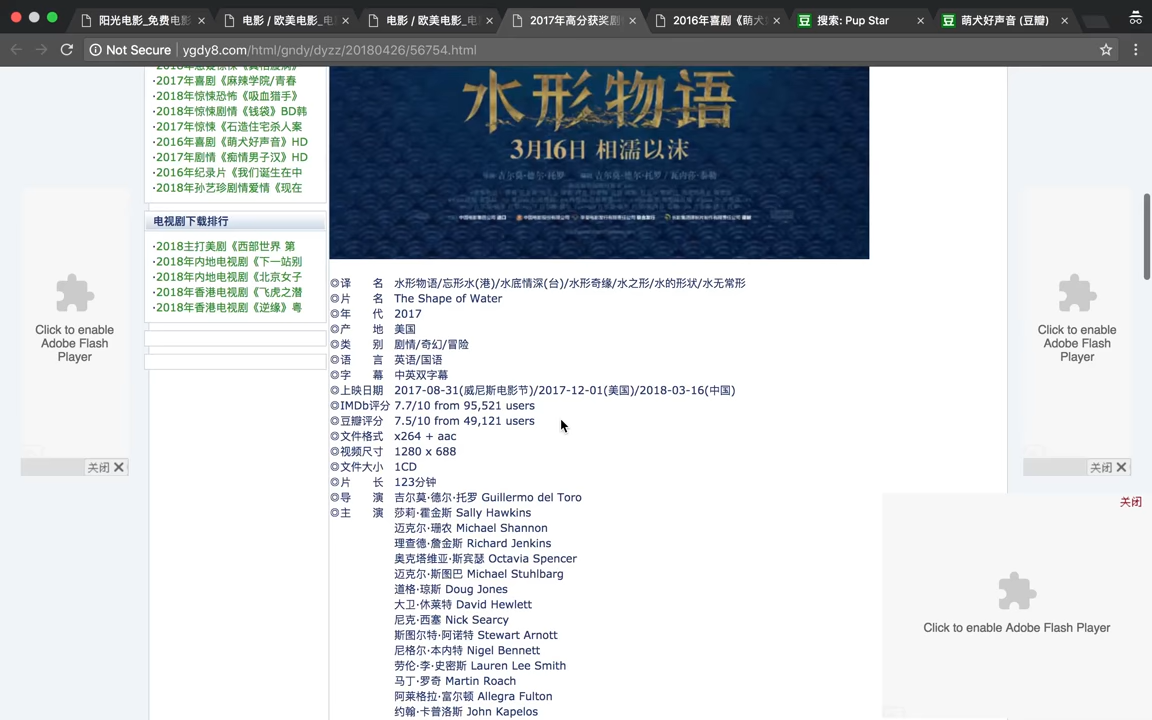 阳光电影_免费电影
电影 / 欧美电影_电
电影 / 欧美电影_电
2017年高分获奖剧
2016年喜剧《萌犬
搜索: Pup Star
萌犬好声音 (豆瓣)
Not Secure
ygdy8.com/html/gndy/dyzz/20180426/56754.html
·2017年喜剧《麻辣学院/青春
·2018年惊悚恐怖《吸血猎手》
·2018年惊悚剧情《钱袋》BD韩
·2017年惊悚《石造住宅杀人案
·2016年喜剧《萌犬好声音》HD
·2017年剧情《痴情男子汉》HD
·2016年纪录片《我们诞生在中
·2018年孙艺珍剧情爱情《现在
电视剧下载排行
·2018主打美剧《西部世界 第
·2018年内地电视剧《下一站别
·2018年内地电视剧《北京女子
·2018年香港电视剧《飞虎之潜
·2018年香港电视剧《逆缘》粤
水形物语
3月16日 相濡以沫
◎译 名 水形物语/忘形水(港)/水底情深(台)/水形奇缘/水之形/水的形状/水无常形
◎片 名 The Shape of Water
◎年 代 2017
◎产 地 美国
◎类 别 剧情/奇幻/冒险
◎语 言 英语/国语
◎字 幕 中英双字幕
◎上映日期 2017-08-31(威尼斯电影节)/2017-12-01(美国)/2018-03-16(中国)
◎IMDb评分 7.7/10 from 95,521 users
◎豆瓣评分 7.5/10 from 49,121 users
◎文件格式 x264 + aac
◎视频尺寸 1280 x 688
◎文件大小 1CD
◎片 长 123分钟
◎导 演 吉尔莫·德尔·托罗 Guillermo del Toro
◎主 演 莎莉·霍金斯 Sally Hawkins
迈克尔·珊农 Michael Shannon
理查德·詹金斯 Richard Jenkins
奥克塔维亚·斯宾瑟 Octavia Spencer
迈克尔·斯图巴 Michael Stuhlbarg
道格·琼斯 Doug Jones
大卫·休莱特 David Hewlett
尼克·西塞 Nick Searcy
斯图尔特·阿诺特 Stewart Arnott
尼格尔·本内特 Nigel Bennett
劳伦·李·史密斯 Lauren Lee Smith
马丁·罗奇 Martin Roach
阿莱格拉·富尔顿 Allegra Fulton
约翰·卡普洛斯 John Kapelos
Click to enable
Adobe Flash
Player
关闭
Click to enable
Adobe Flash
Player
关闭
关闭
Click to enable Adobe Flash Player